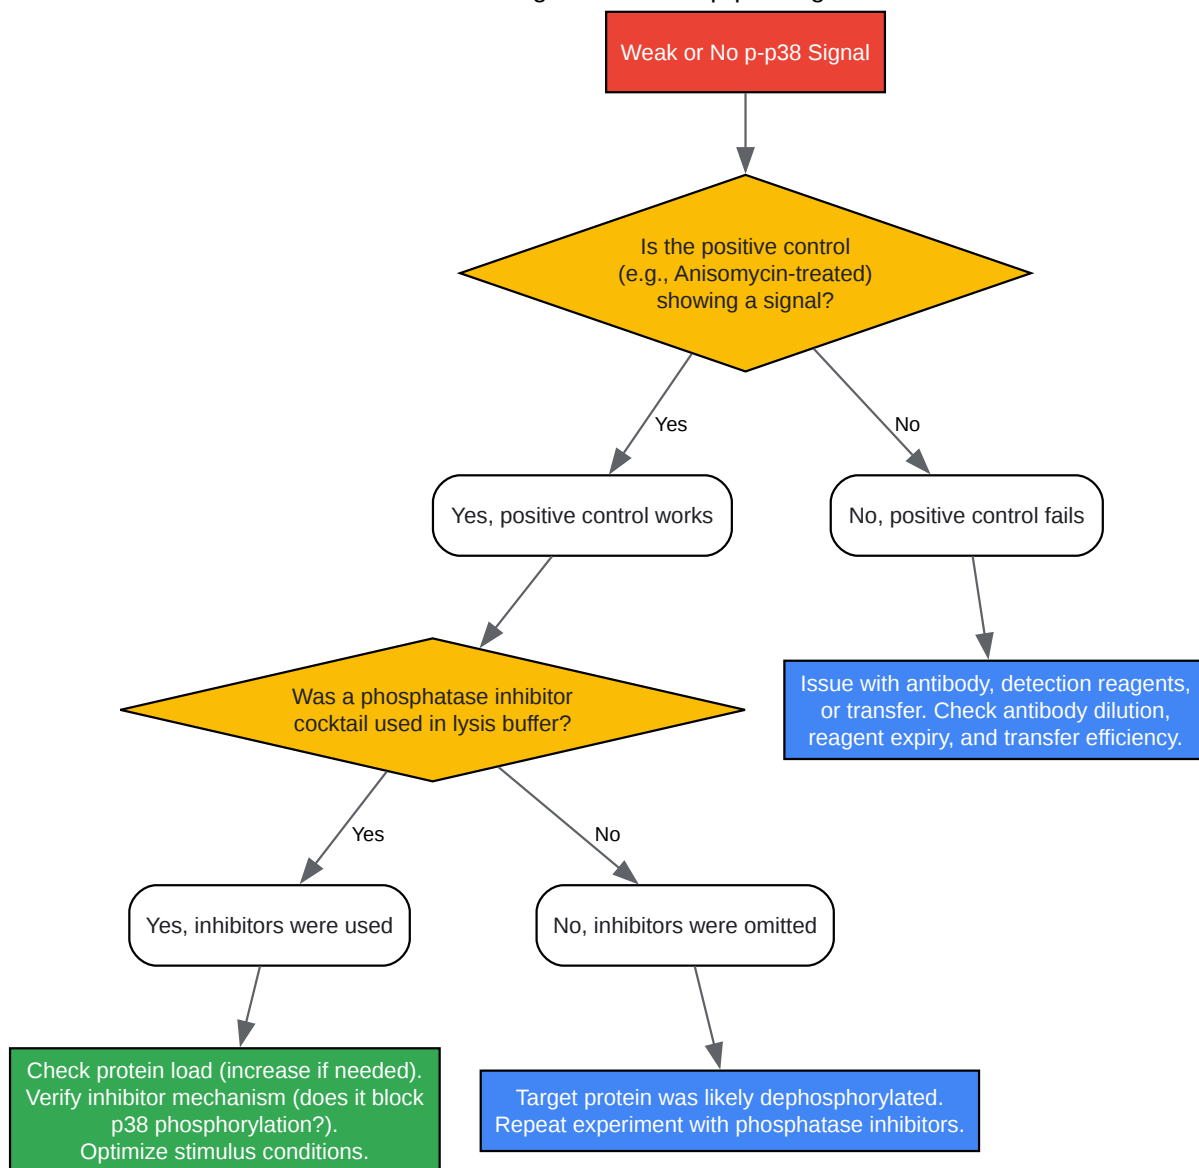 Weak or No p-p38 Signal
Is the positive control
(e.g., Anisomycin-treated)
showing a signal?
Yes
No
Yes, positive control works
No, positive control fails
Was a phosphatase inhibitor
cocktail used in lysis buffer?
Issue with antibody, detection reagents,
or transfer. Check antibody dilution,
reagent expiry, and transfer efficiency.
Yes
No
Yes, inhibitors were used
No, inhibitors were omitted
Check protein load (increase if needed).
Verify inhibitor mechanism (does it block
p38 phosphorylation?).
Optimize stimulus conditions.
Target protein was likely dephosphorylated.
Repeat experiment with phosphatase inhibitors.